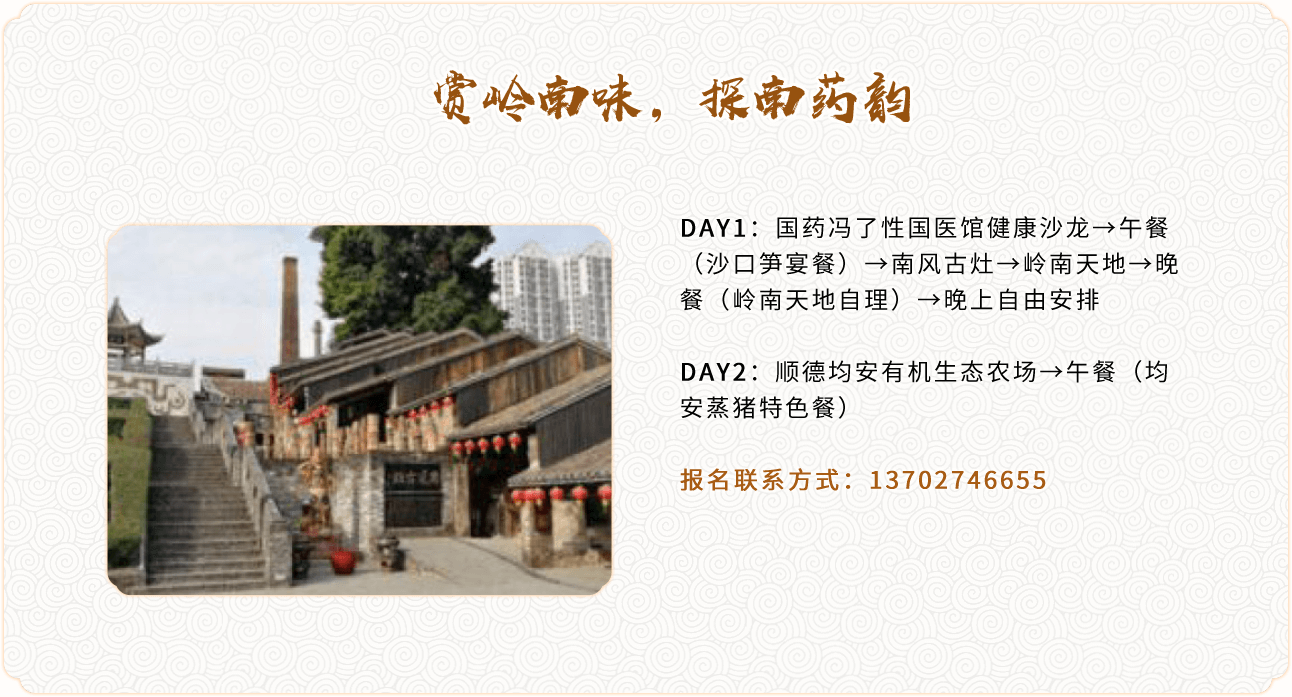 赏岭南味，探南药韵
DAY1：国药冯了性国医馆健康沙龙→午餐
（沙口笋宴餐）→南风古灶→岭南天地→晚
餐（岭南天地自理）→晚上自由安排
DAY2：顺德均安有机生态农场→午餐（均
安蒸猪特色餐）
报名联系方式：13702746655